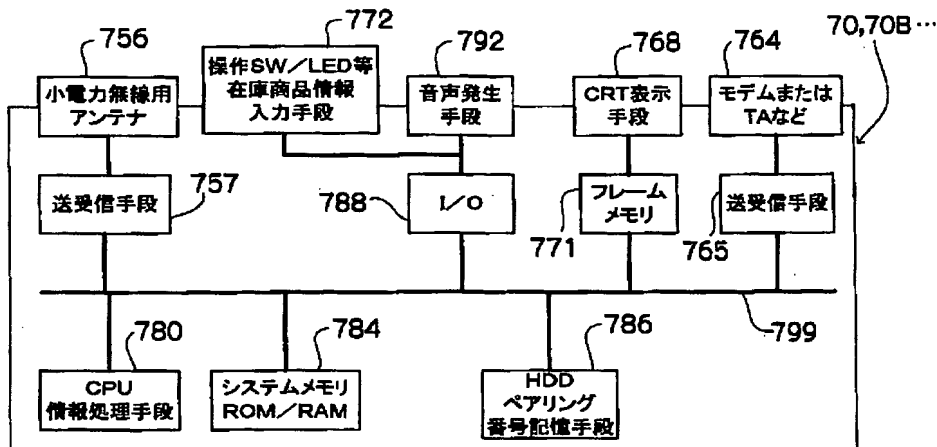 756
772
792
768
764
70,70B…
小電力無線用
アンテナ
操作SW／LED等
在庫商品情報
入力手段
音声発生
手段
CRT表示
手段
モデムまたは
TAなど
送受信手段
757
788
I／O
フレーム
メモリ
771
送受信手段
765
799
780
784
786
CPU
情報処理手段
システムメモリ
ROM／RAM
HDD
ペアリング
番号記憶手段